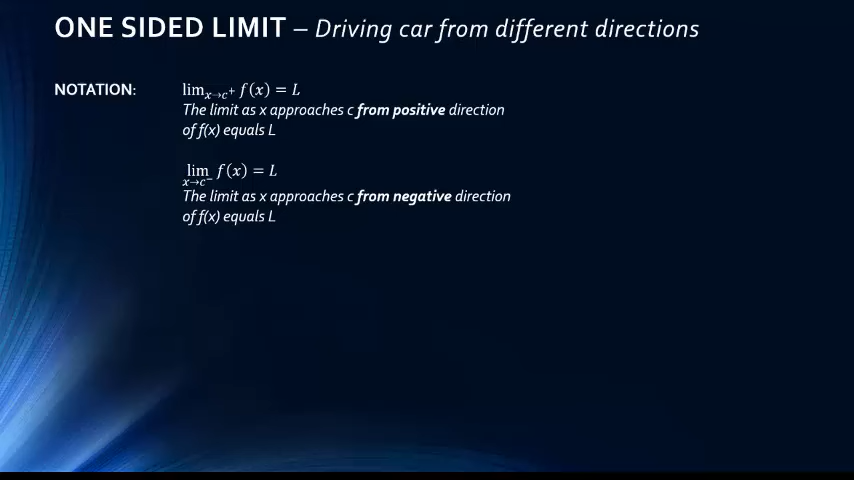 ONE SIDED LIMIT – Driving car from different directions
NOTATION: lim_{x→c⁺} f(x) = L
The limit as x approaches c from positive direction
of f(x) equals L
lim_{x→c⁻} f(x) = L
The limit as x approaches c from negative direction
of f(x) equals L